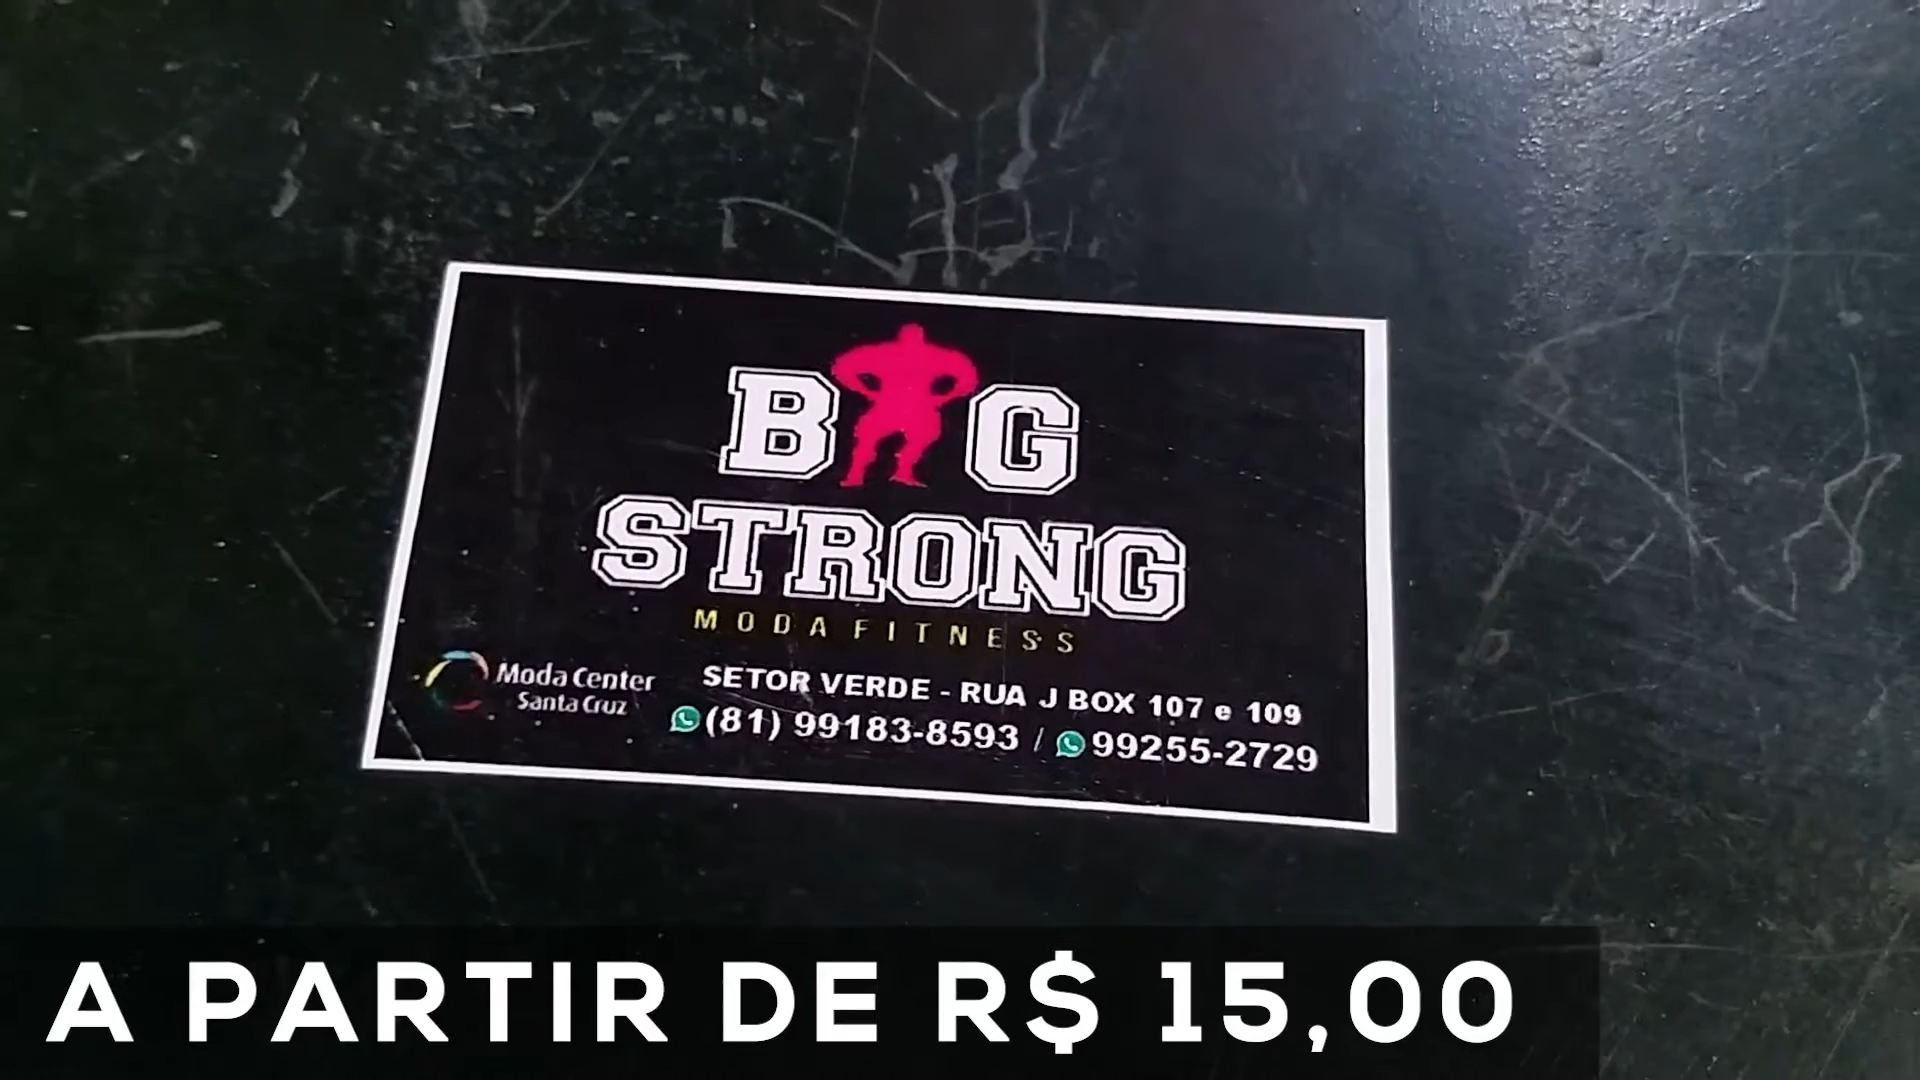 BIG
STRONG
MODA FITNESS
Moda Center
Santa Cruz
SETOR VERDE - RUA J BOX 107 e 109
(81) 99183-8593 / 99255-2729
A PARTIR DE R$ 15,00